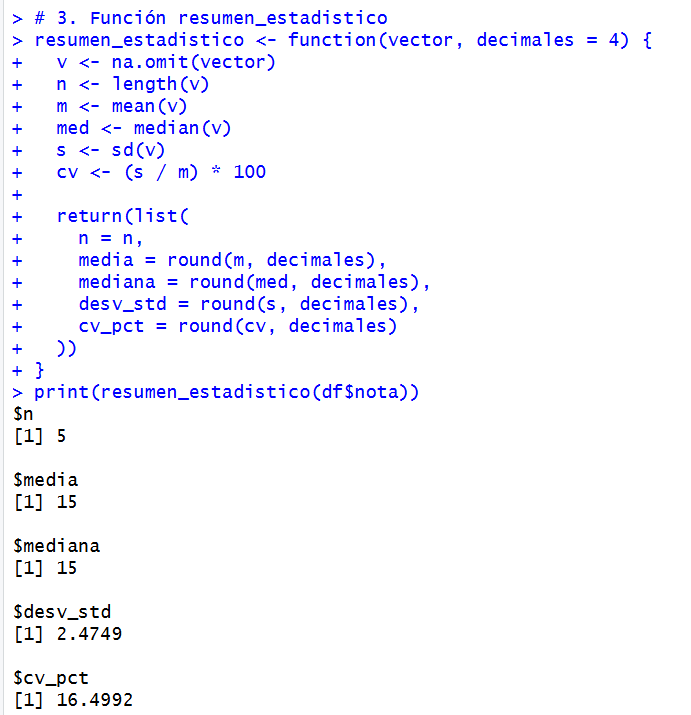 > # 3. Función resumen_estadistico
> resumen_estadistico <- function(vector, decimales = 4) {
+   v <- na.omit(vector)
+   n <- length(v)
+   m <- mean(v)
+   med <- median(v)
+   s <- sd(v)
+   cv <- (s / m) * 100
+
+   return(list(
+     n = n,
+     media = round(m, decimales),
+     mediana = round(med, decimales),
+     desv_std = round(s, decimales),
+     cv_pct = round(cv, decimales)
+   ))
+ }
> print(resumen_estadistico(df$nota))
$n
[1] 5

$media
[1] 15

$mediana
[1] 15

$desv_std
[1] 2.4749

$cv_pct
[1] 16.4992